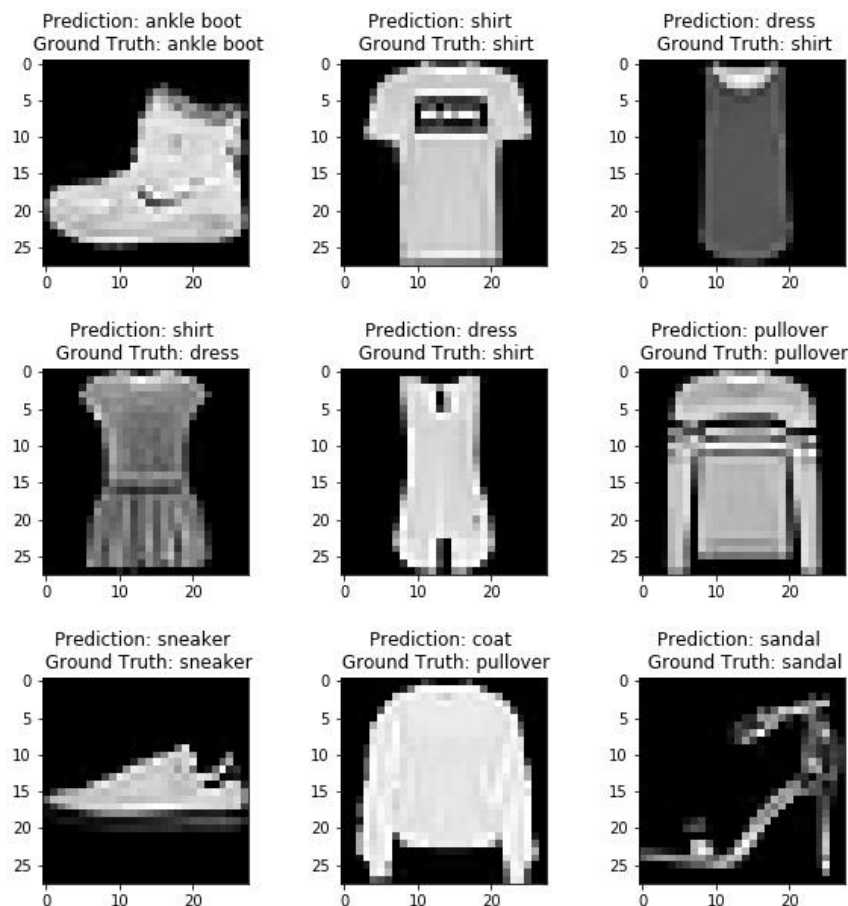 Prediction: ankle boot
Ground Truth: ankle boot
0
5
10
15
20
25
0 10 20
Prediction: shirt
Ground Truth: shirt
0
5
10
15
20
25
0 10 20
Prediction: dress
Ground Truth: shirt
0
5
10
15
20
25
0 10 20
Prediction: shirt
Ground Truth: dress
0
5
10
15
20
25
0 10 20
Prediction: dress
Ground Truth: shirt
0
5
10
15
20
25
0 10 20
Prediction: pullover
Ground Truth: pullover
0
5
10
15
20
25
0 10 20
Prediction: sneaker
Ground Truth: sneaker
0
5
10
15
20
25
0 10 20
Prediction: coat
Ground Truth: pullover
0
5
10
15
20
25
0 10 20
Prediction: sandal
Ground Truth: sandal
0
5
10
15
20
25
0 10 20